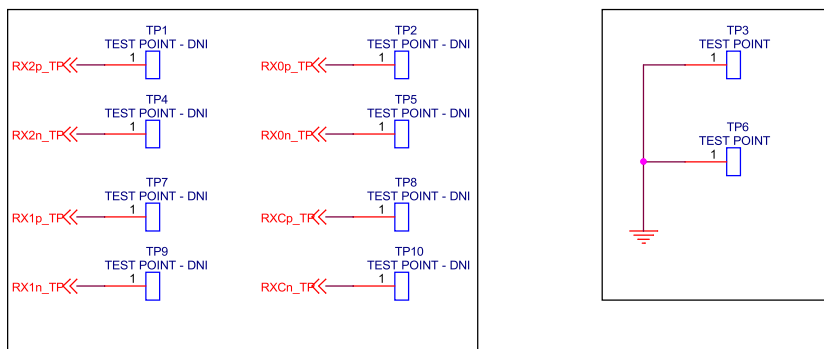 TP1
TEST POINT - DNI
1
RX2p_TP
TP2
TEST POINT - DNI
1
RX0p_TP
TP3
TEST POINT
1
TP4
TEST POINT - DNI
1
RX2n_TP
TP5
TEST POINT - DNI
1
RX0n_TP
TP6
TEST POINT
1
TP7
TEST POINT - DNI
1
RX1p_TP
TP8
TEST POINT - DNI
1
RXCp_TP
TP9
TEST POINT - DNI
1
RX1n_TP
TP10
TEST POINT - DNI
1
RXCn_TP